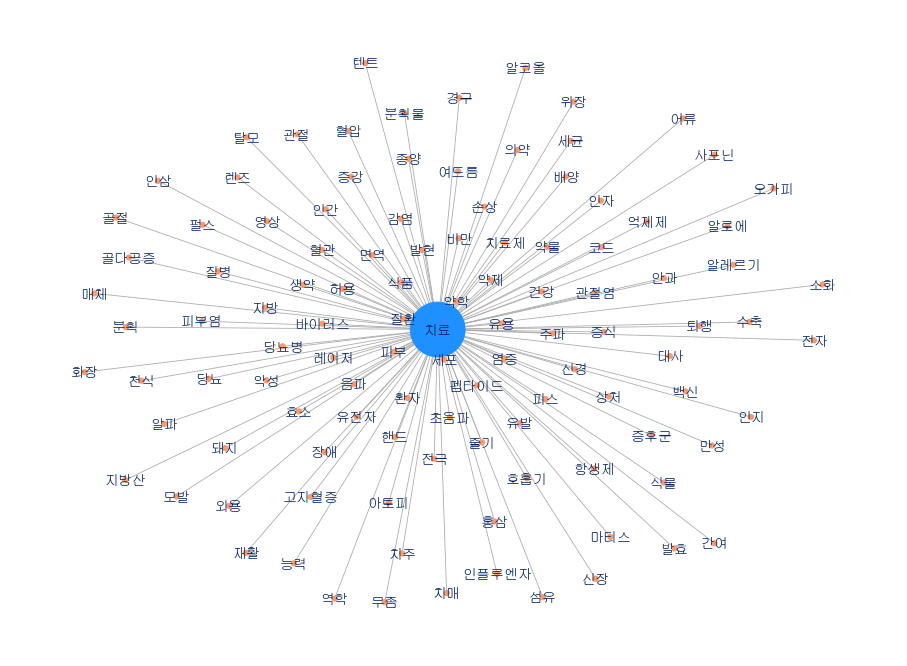 텐트
알코올
경구
위장
분획물
어류
혈압
관절
탈모
세균
의약
사포닌
종양
여드름
인삼
렌즈
증강
배양
오가피
인자
손상
인간
골절
펄스
영상
감염
억제제
알로에
비만
치료제
약물
코드
혈관
면역
발현
골다공증
질병
알레르기
안과
생약
허용
식품
약제
소화
매체
건강
관절염
지방
의학
분획
피부염
바이러스
질환
치료
유용
주파
증식
퇴행
수축
전자
당뇨병
레이저
피부
세포
염증
대사
신경
화장
천식
당뇨
악성
음파
펩타이드
백신
환자
퍼스
상처
알파
효소
유전자
초음파
유발
인지
돼지
장애
핸드
줄기
증후군
만성
전극
지방산
호흡기
항생제
식물
모발
와용
고지혈증
아토피
홍삼
마티스
재활
능력
치주
발효
간여
인플루엔자
신장
역학
무좀
치매
섬유